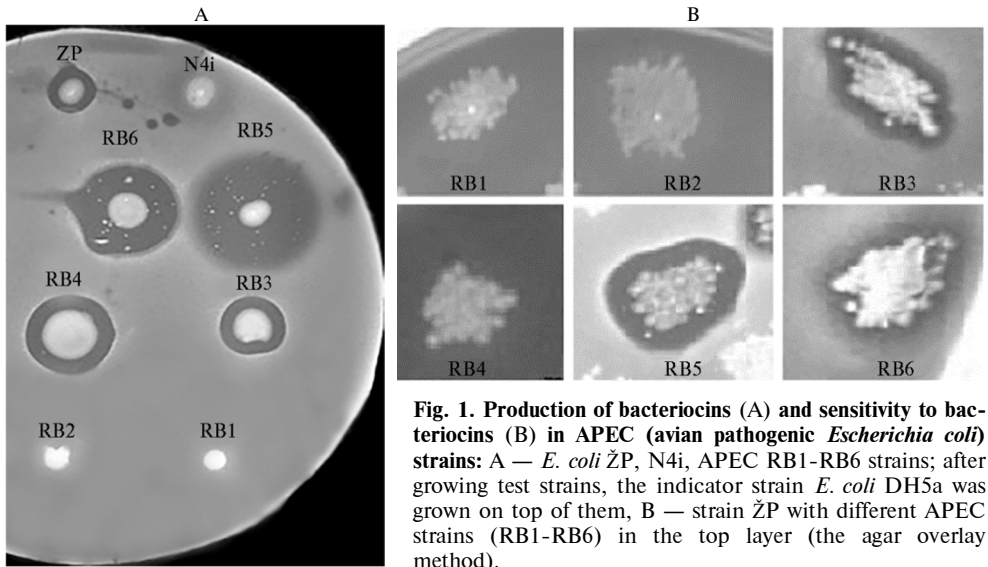 A
B
ZP
N4i
RB6
RB5
RB4
RB3
RB2
RB1
RB1
RB2
RB3
RB4
RB5
RB6
Fig. 1. Production of bacteriocins (A) and sensitivity to bac-
teriocins (B) in APEC (avian pathogenic Escherichia coli)
strains: A — E. coli ŽP, N4i, APEC RB1-RB6 strains; after
growing test strains, the indicator strain E. coli DH5a was
grown on top of them, B — strain ŽP with different APEC
strains (RB1-RB6) in the top layer (the agar overlay
method).